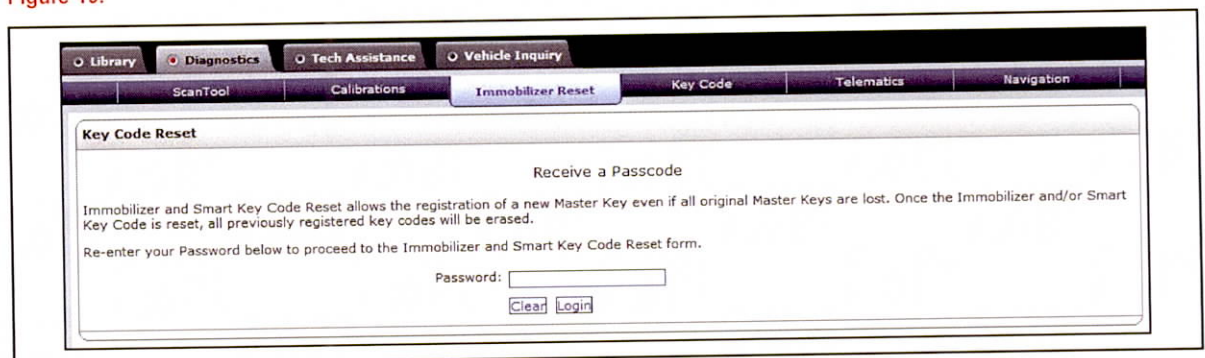 Library
Diagnostics
Tech Assistance
Vehicle Inquiry
ScanTool
Calibrations
Immobilizer Reset
Key Code
Telematics
Navigation
Key Code Reset
Receive a Passcode
Immobilizer and Smart Key Code Reset allows the registration of a new Master Key even if all original Master Keys are lost. Once the Immobilizer and/or Smart
Key Code is reset, all previously registered key codes will be erased.
Re-enter your Password below to proceed to the Immobilizer and Smart Key Code Reset form.
Password:
Clear Login